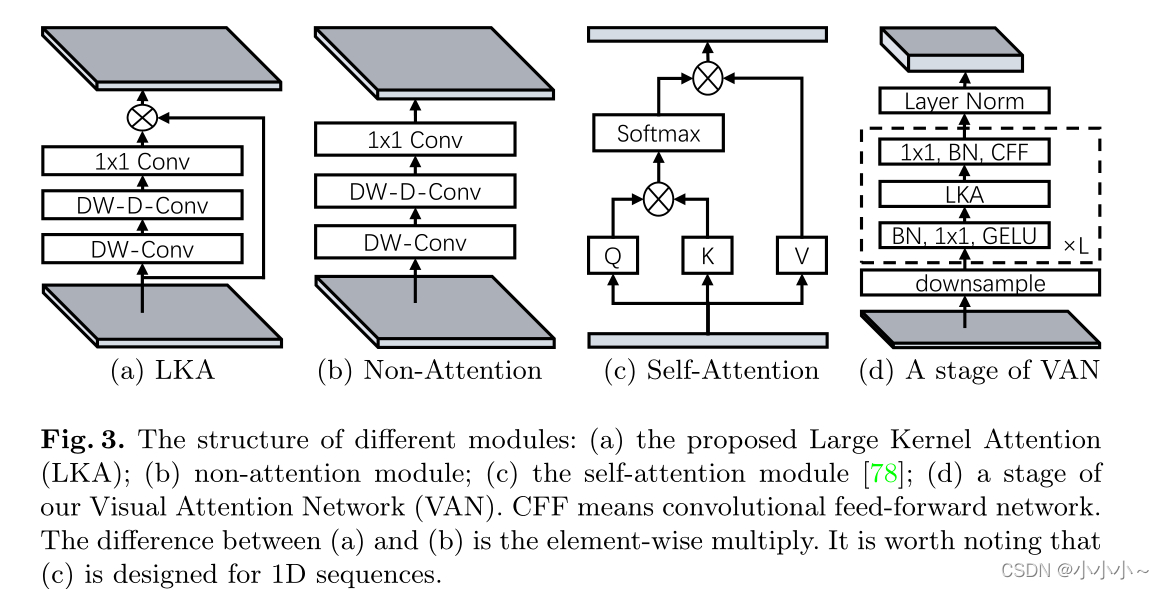 1x1 Conv
DW-D-Conv
DW-Conv
(a) LKA
1x1 Conv
DW-D-Conv
DW-Conv
(b) Non-Attention
Softmax
Q K V
(c) Self-Attention
Layer Norm
1x1, BN, CFF
LKA
BN, 1x1, GELU
×L
downsample
(d) A stage of VAN
Fig. 3. The structure of different modules: (a) the proposed Large Kernel Attention
(LKA); (b) non-attention module; (c) the self-attention module [78]; (d) a stage of
our Visual Attention Network (VAN). CFF means convolutional feed-forward network.
The difference between (a) and (b) is the element-wise multiply. It is worth noting that
(c) is designed for 1D sequences.
CSDN @小小小~